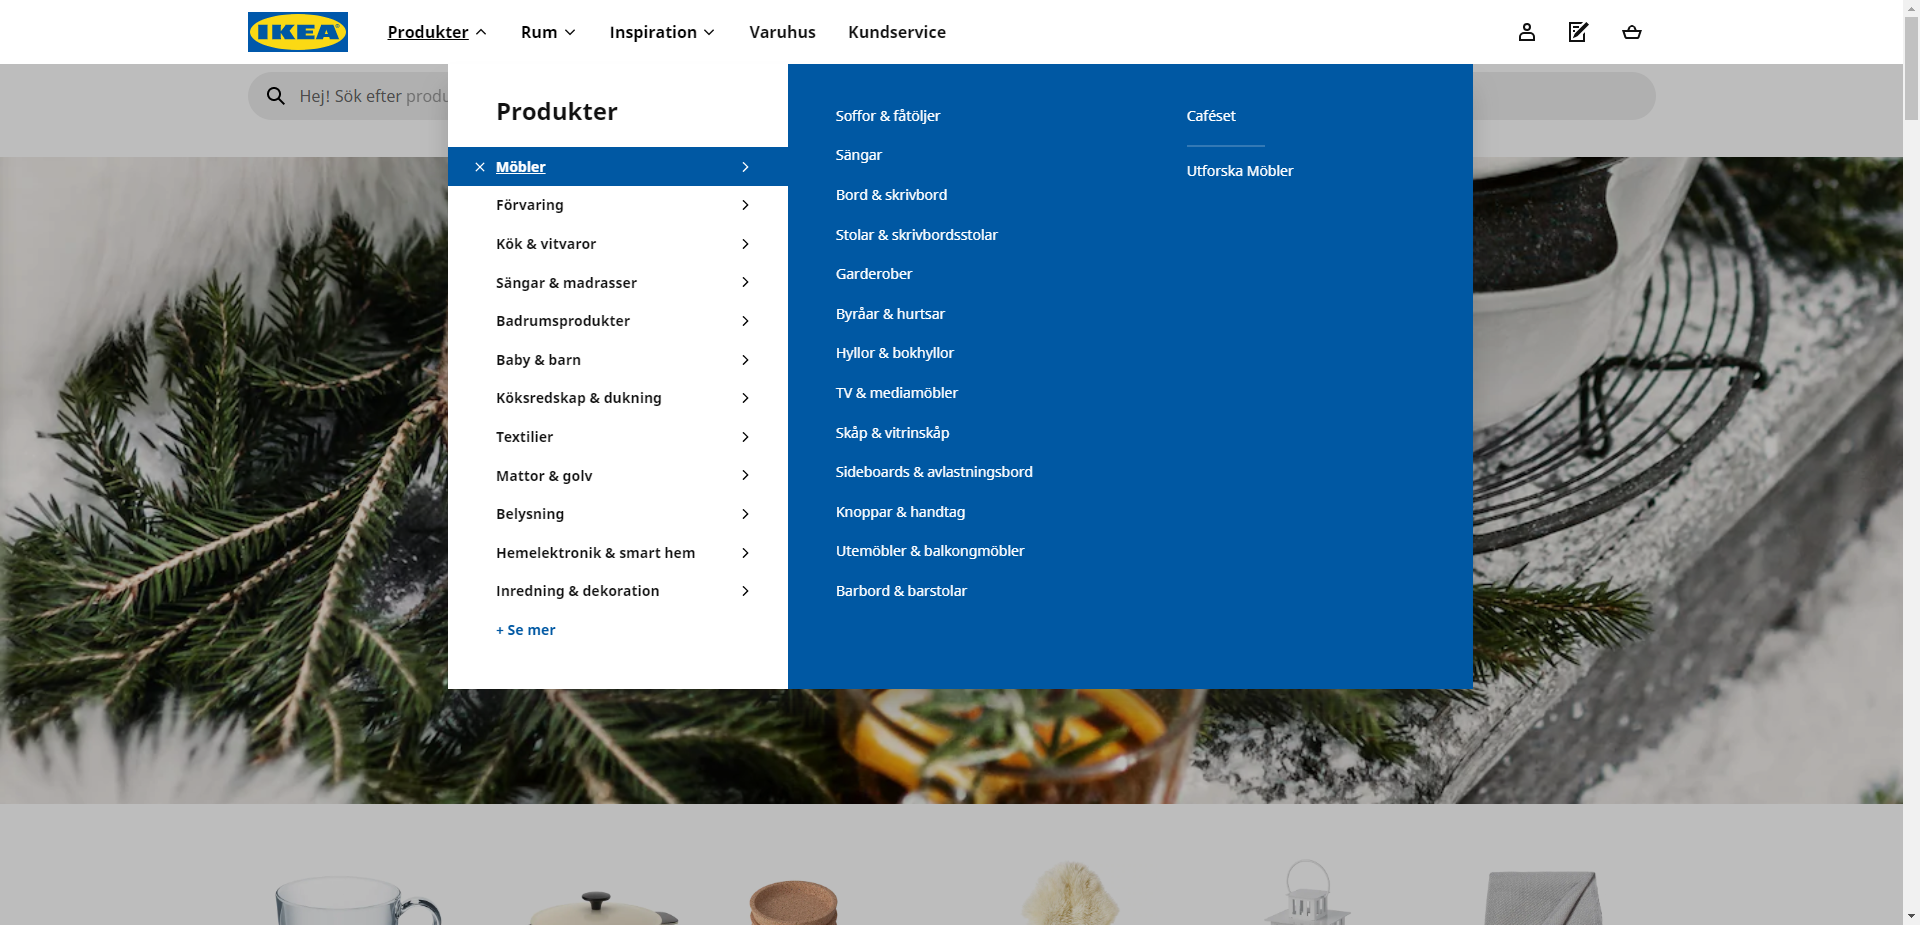 IKEA
Produkter
Rum
Inspiration
Varuhus
Kundservice
Hej! Sök efter produ
Produkter
Möbler
Förvaring
Kök & vitvaror
Sängar & madrasser
Badrumsprodukter
Baby & barn
Köksredskap & dukning
Textilier
Mattor & golv
Belysning
Hemelektronik & smart hem
Inredning & dekoration
+ Se mer
Soffor & fåtöljer
Sängar
Bord & skrivbord
Stolar & skrivbordsstolar
Garderober
Byråar & hurtsar
Hyllor & bokhyllor
TV & mediamöbler
Skåp & vitrinskåp
Sideboards & avlastningsbord
Knoppar & handtag
Utemöbler & balkongmöbler
Barbord & barstolar
Caféset
Utforska Möbler